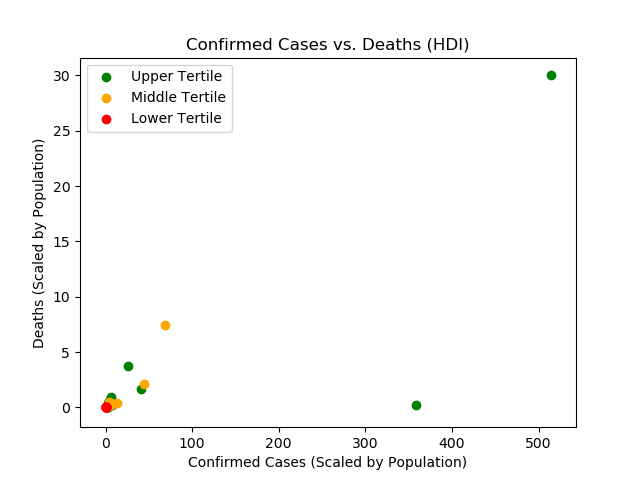 Confirmed Cases vs. Deaths (HDI)
Upper Tertile
Middle Tertile
Lower Tertile
30
25
20
15
10
5
0
Deaths (Scaled by Population)
0 100 200 300 400 500
Confirmed Cases (Scaled by Population)